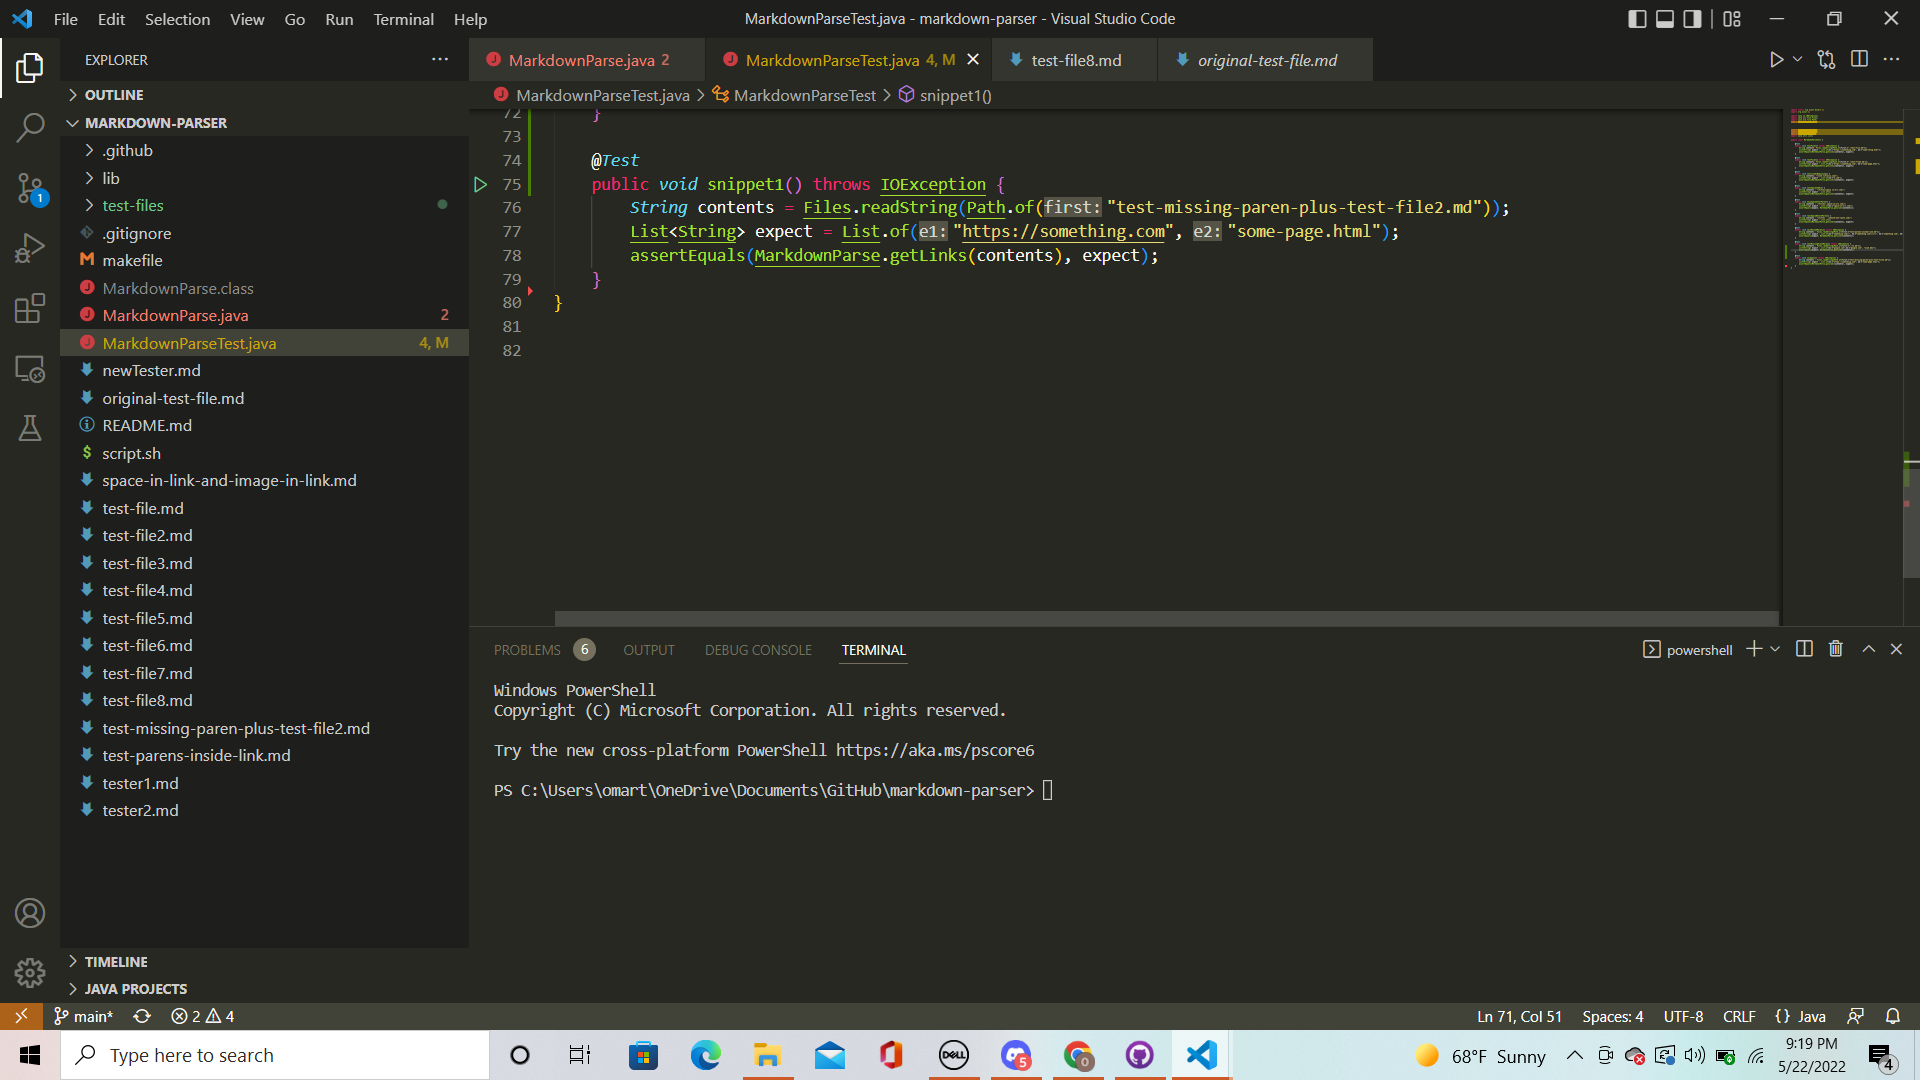 File Edit Selection View Go Run Terminal Help
MarkdownParseTest.java - markdown-parser - Visual Studio Code
EXPLORER
OUTLINE
MARKDOWN-PARSER
.github
lib
test-files
.gitignore
makefile
MarkdownParse.class
MarkdownParse.java 2
MarkdownParseTest.java 4, M
newTester.md
original-test-file.md
README.md
script.sh
space-in-link-and-image-in-link.md
test-file.md
test-file2.md
test-file3.md
test-file4.md
test-file5.md
test-file6.md
test-file7.md
test-file8.md
test-missing-paren-plus-test-file2.md
test-parens-inside-link.md
tester1.md
tester2.md
TIMELINE
JAVA PROJECTS
1
MarkdownParse.java 2 MarkdownParseTest.java 4, M test-file8.md original-test-file.md
MarkdownParseTest.java > MarkdownParseTest > snippet1()
72 }
73
74 @Test
75 public void snippet1() throws IOException {
76 String contents = Files.readString(Path.of(first: "test-missing-paren-plus-test-file2.md"));
77 List<String> expect = List.of(e1: "https://something.com", e2: "some-page.html");
78 assertEquals(MarkdownParse.getLinks(contents), expect);
79 }
80 }
81
82
PROBLEMS 6 OUTPUT DEBUG CONSOLE TERMINAL
powershell
Windows PowerShell
Copyright (C) Microsoft Corporation. All rights reserved.
Try the new cross-platform PowerShell https://aka.ms/pscore6
PS C:\Users\omart\OneDrive\Documents\GitHub\markdown-parser>
main* 2 4
Ln 71, Col 51 Spaces: 4 UTF-8 CRLF {} Java
Type here to search
DELL
5
0
68°F Sunny
9:19 PM
5/22/2022
4